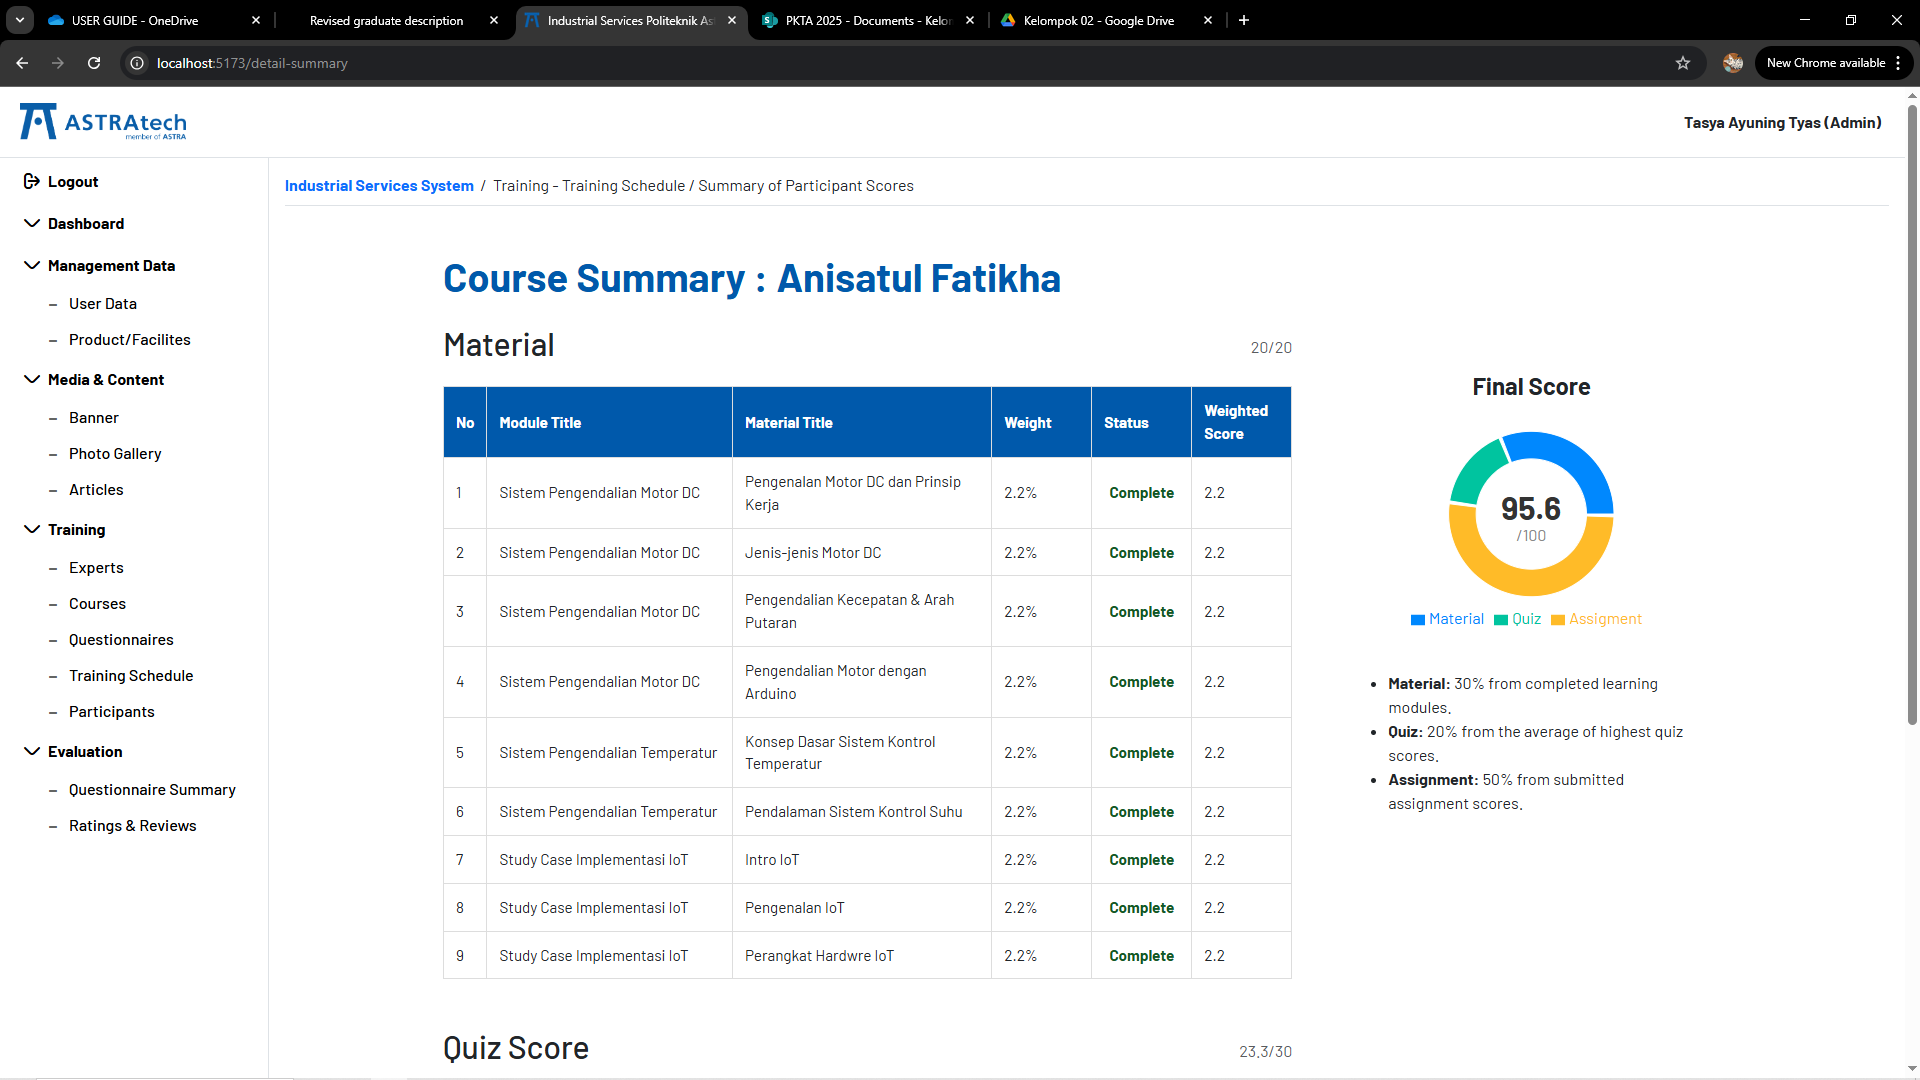 USER GUIDE - OneDrive
Revised graduate description
Industrial Services Politeknik As
PKTA 2025 - Documents - Kelon
Kelompok 02 - Google Drive
localhost:5173/detail-summary
New Chrome available
ASTRAtech
member of ASTRA
Tasya Ayuning Tyas (Admin)
Logout
Dashboard
Management Data
– User Data
– Product/Facilites
Media & Content
– Banner
– Photo Gallery
– Articles
Training
– Experts
– Courses
– Questionnaires
– Training Schedule
– Participants
Evaluation
– Questionnaire Summary
– Ratings & Reviews
Industrial Services System / Training - Training Schedule / Summary of Participant Scores
Course Summary : Anisatul Fatikha
Material
20/20
No Module Title Material Title Weight Status Weighted Score
1 Sistem Pengendalian Motor DC Pengenalan Motor DC dan Prinsip Kerja 2.2% Complete 2.2
2 Sistem Pengendalian Motor DC Jenis-jenis Motor DC 2.2% Complete 2.2
3 Sistem Pengendalian Motor DC Pengendalian Kecepatan & Arah Putaran 2.2% Complete 2.2
4 Sistem Pengendalian Motor DC Pengendalian Motor dengan Arduino 2.2% Complete 2.2
5 Sistem Pengendalian Temperatur Konsep Dasar Sistem Kontrol Temperatur 2.2% Complete 2.2
6 Sistem Pengendalian Temperatur Pendalaman Sistem Kontrol Suhu 2.2% Complete 2.2
7 Study Case Implementasi IoT Intro IoT 2.2% Complete 2.2
8 Study Case Implementasi IoT Pengenalan IoT 2.2% Complete 2.2
9 Study Case Implementasi IoT Perangkat Hardwre IoT 2.2% Complete 2.2
Quiz Score
23.3/30
Final Score
95.6
/100
Material Quiz Assigment
• Material: 30% from completed learning
modules.
• Quiz: 20% from the average of highest quiz
scores.
• Assignment: 50% from submitted
assignment scores.